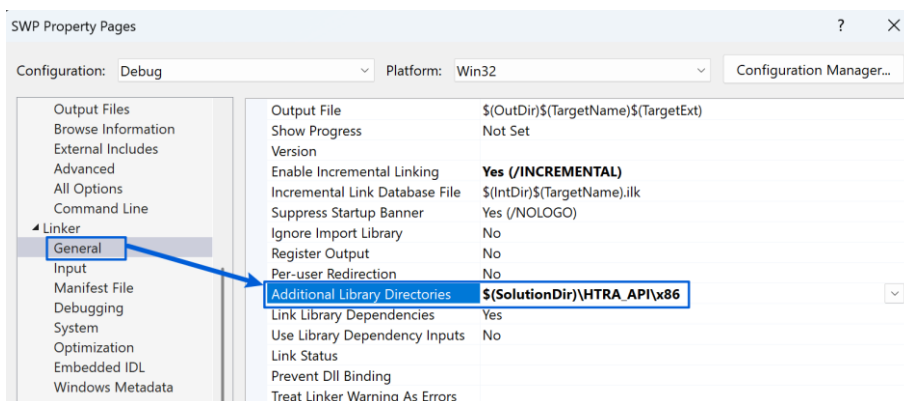 SWP Property Pages
?
Configuration: Debug
Platform: Win32
Configuration Manager...
Output Files
Browse Information
External Includes
Advanced
All Options
Command Line
Linker
General
Input
Manifest File
Debugging
System
Optimization
Embedded IDL
Windows Metadata
Output File $(OutDir)$(TargetName)$(TargetExt)
Show Progress Not Set
Version
Enable Incremental Linking Yes (/INCREMENTAL)
Incremental Link Database File $(IntDir)$(TargetName).ilk
Suppress Startup Banner Yes (/NOLOGO)
Ignore Import Library No
Register Output No
Per-user Redirection No
Additional Library Directories $(SolutionDir)\HTRA_API\x86
Link Library Dependencies Yes
Use Library Dependency Inputs No
Link Status
Prevent Dll Binding
Treat Linker Warning As Errors